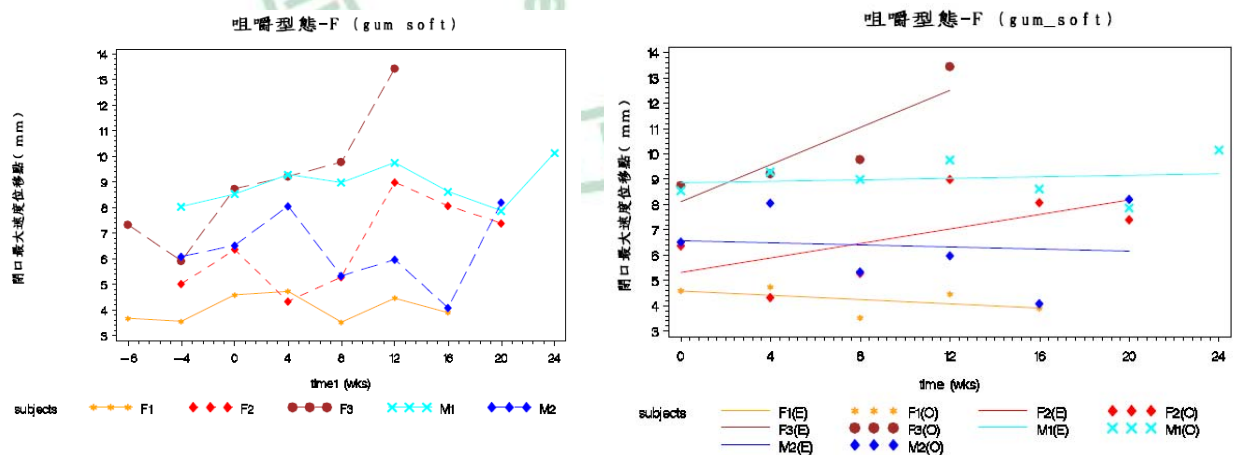 咀嚼型態-F (gum soft)
開口最大速度位移點( mm)
14
13
12
11
10
9
8
7
6
5
4
3
-8 -4 0 4 8 12 16 20 24
time1 (wks)
subjects F1 F2 F3 M1 M2
咀嚼型態-F (gum_soft)
開口最大速度位移點( mm)
14
13
12
11
10
9
8
7
6
5
4
3
0 4 8 12 16 20 24
time (wks)
subjects F1(E) F1(O) F2(E) F2(O)
F3(E) F3(O) M1(E) M1(O)
M2(E) M2(O)